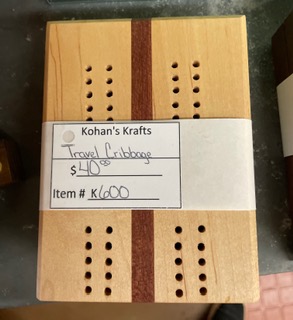 Kohan's Krafts
Travel Cribbage
$ 40.00
Item # K600